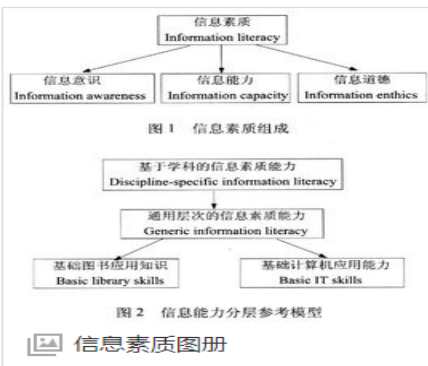 信息素质
Information literacy
信息意识
Information awareness
信息能力
Information capacity
信息道德
Information enthics
图 1 信息素质组成
基于学科的信息素质能力
Discipline-specific information literacy
通用层次的信息素质能力
Generic information literacy
基础图书应用知识
Basic library skills
基础计算机应用能力
Basic IT skills
图 2 信息能力分层参考模型
信息素质图册